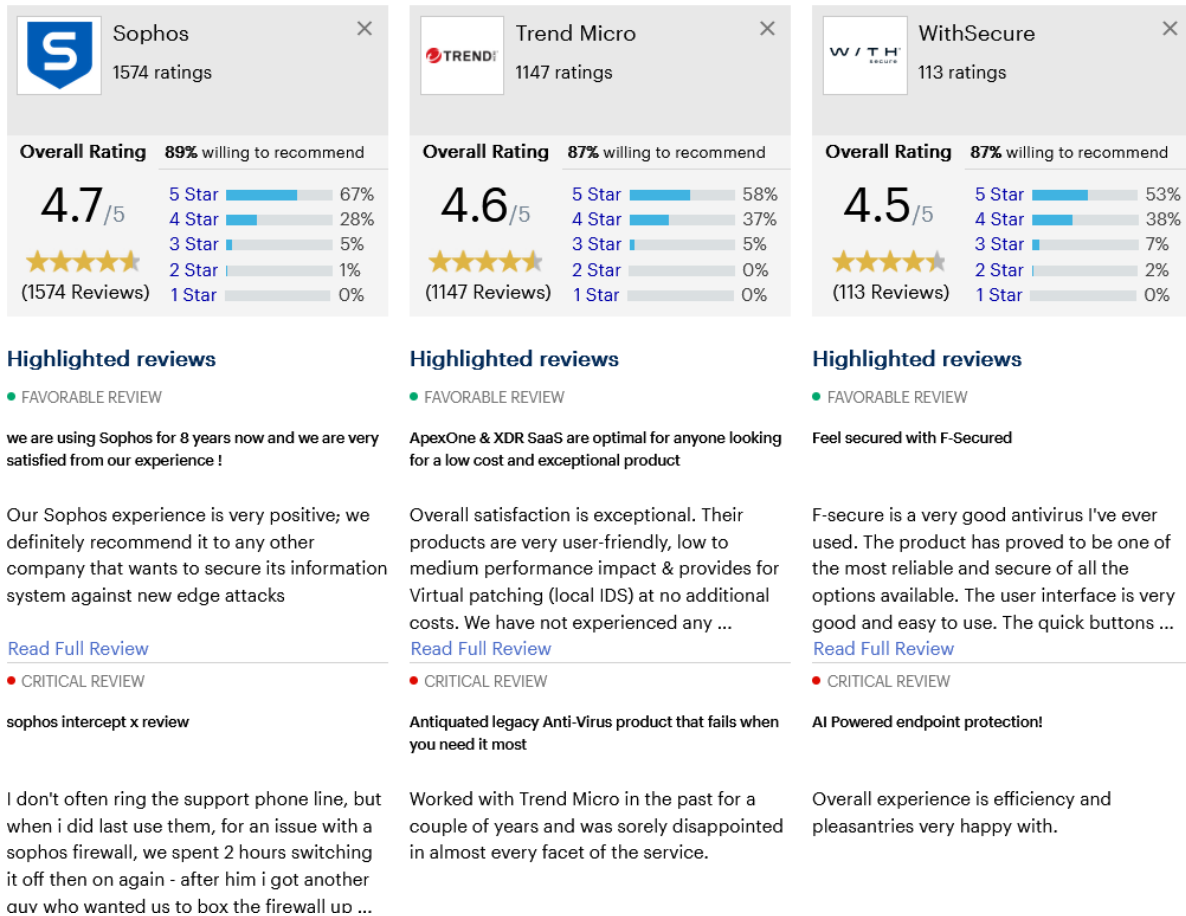 Sophos
1574 ratings
Overall Rating
89% willing to recommend
4.7/5
(1574 Reviews)
5 Star 67%
4 Star 28%
3 Star 5%
2 Star 1%
1 Star 0%
Highlighted reviews
FAVORABLE REVIEW
we are using Sophos for 8 years now and we are very
satisfied from our experience !
Our Sophos experience is very positive; we
definitely recommend it to any other
company that wants to secure its information
system against new edge attacks
Read Full Review
CRITICAL REVIEW
sophos intercept x review
I don't often ring the support phone line, but
when i did last use them, for an issue with a
sophos firewall, we spent 2 hours switching
it off then on again - after him i got another
guy who wanted us to box the firewall up ...
TREND
Trend Micro
1147 ratings
Overall Rating
87% willing to recommend
4.6/5
(1147 Reviews)
5 Star 58%
4 Star 37%
3 Star 5%
2 Star 0%
1 Star 0%
Highlighted reviews
FAVORABLE REVIEW
ApexOne & XDR SaaS are optimal for anyone looking
for a low cost and exceptional product
Overall satisfaction is exceptional. Their
products are very user-friendly, low to
medium performance impact & provides for
Virtual patching (local IDS) at no additional
costs. We have not experienced any ...
Read Full Review
CRITICAL REVIEW
Antiquated legacy Anti-Virus product that fails when
you need it most
Worked with Trend Micro in the past for a
couple of years and was sorely disappointed
in almost every facet of the service.
W/TH
secure
WithSecure
113 ratings
Overall Rating
87% willing to recommend
4.5/5
(113 Reviews)
5 Star 53%
4 Star 38%
3 Star 7%
2 Star 2%
1 Star 0%
Highlighted reviews
FAVORABLE REVIEW
Feel secured with F-Secured
F-secure is a very good antivirus I've ever
used. The product has proved to be one of
the most reliable and secure of all the
options available. The user interface is very
good and easy to use. The quick buttons ...
Read Full Review
CRITICAL REVIEW
AI Powered endpoint protection!
Overall experience is efficiency and
pleasantries very happy with.